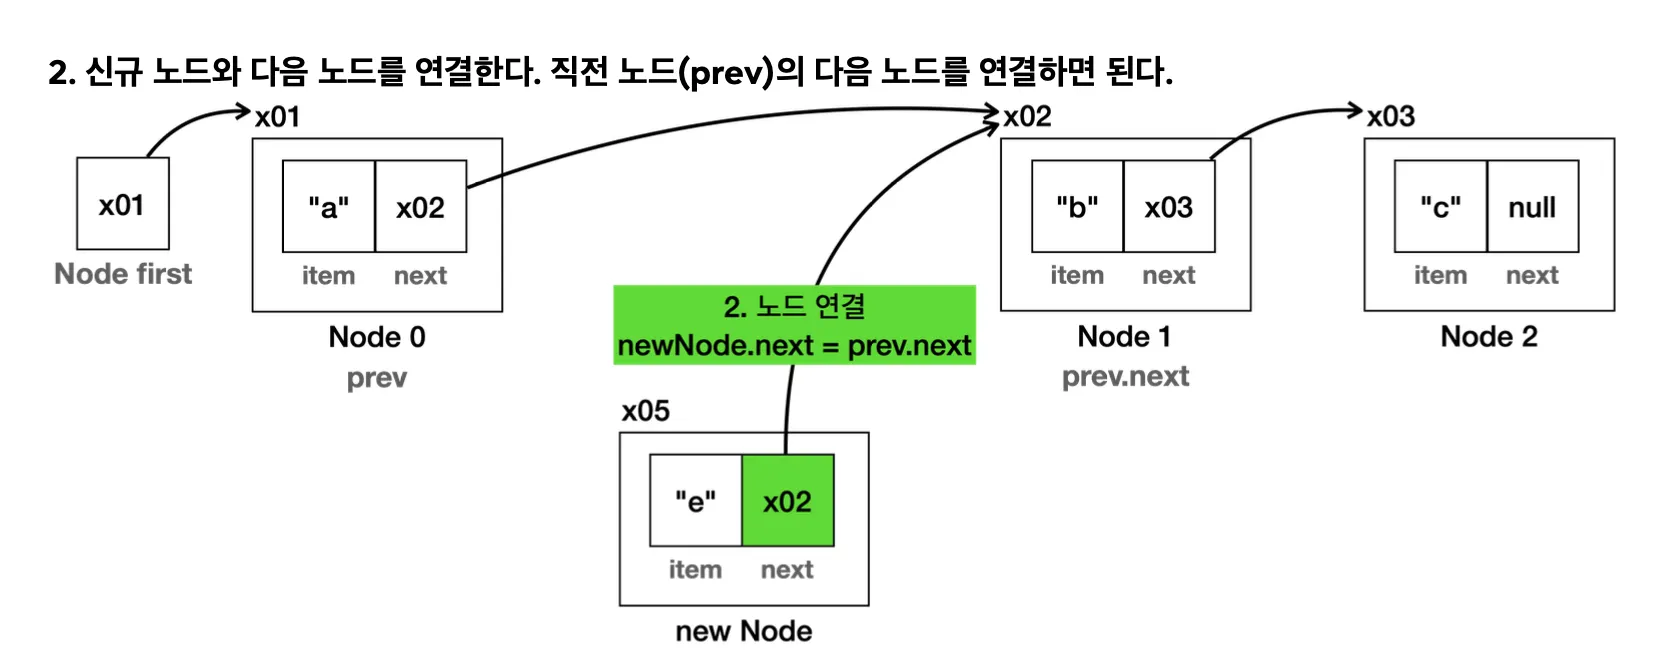 2. 신규 노드와 다음 노드를 연결한다. 직전 노드(prev)의 다음 노드를 연결하면 된다.
x01
x02
x03
x01
"a"
x02
"b"
x03
"c"
null
Node first
item
next
item
next
item
next
2. 노드 연결
newNode.next = prev.next
Node 0
prev
Node 1
prev.next
Node 2
x05
"e"
x02
item
next
new Node